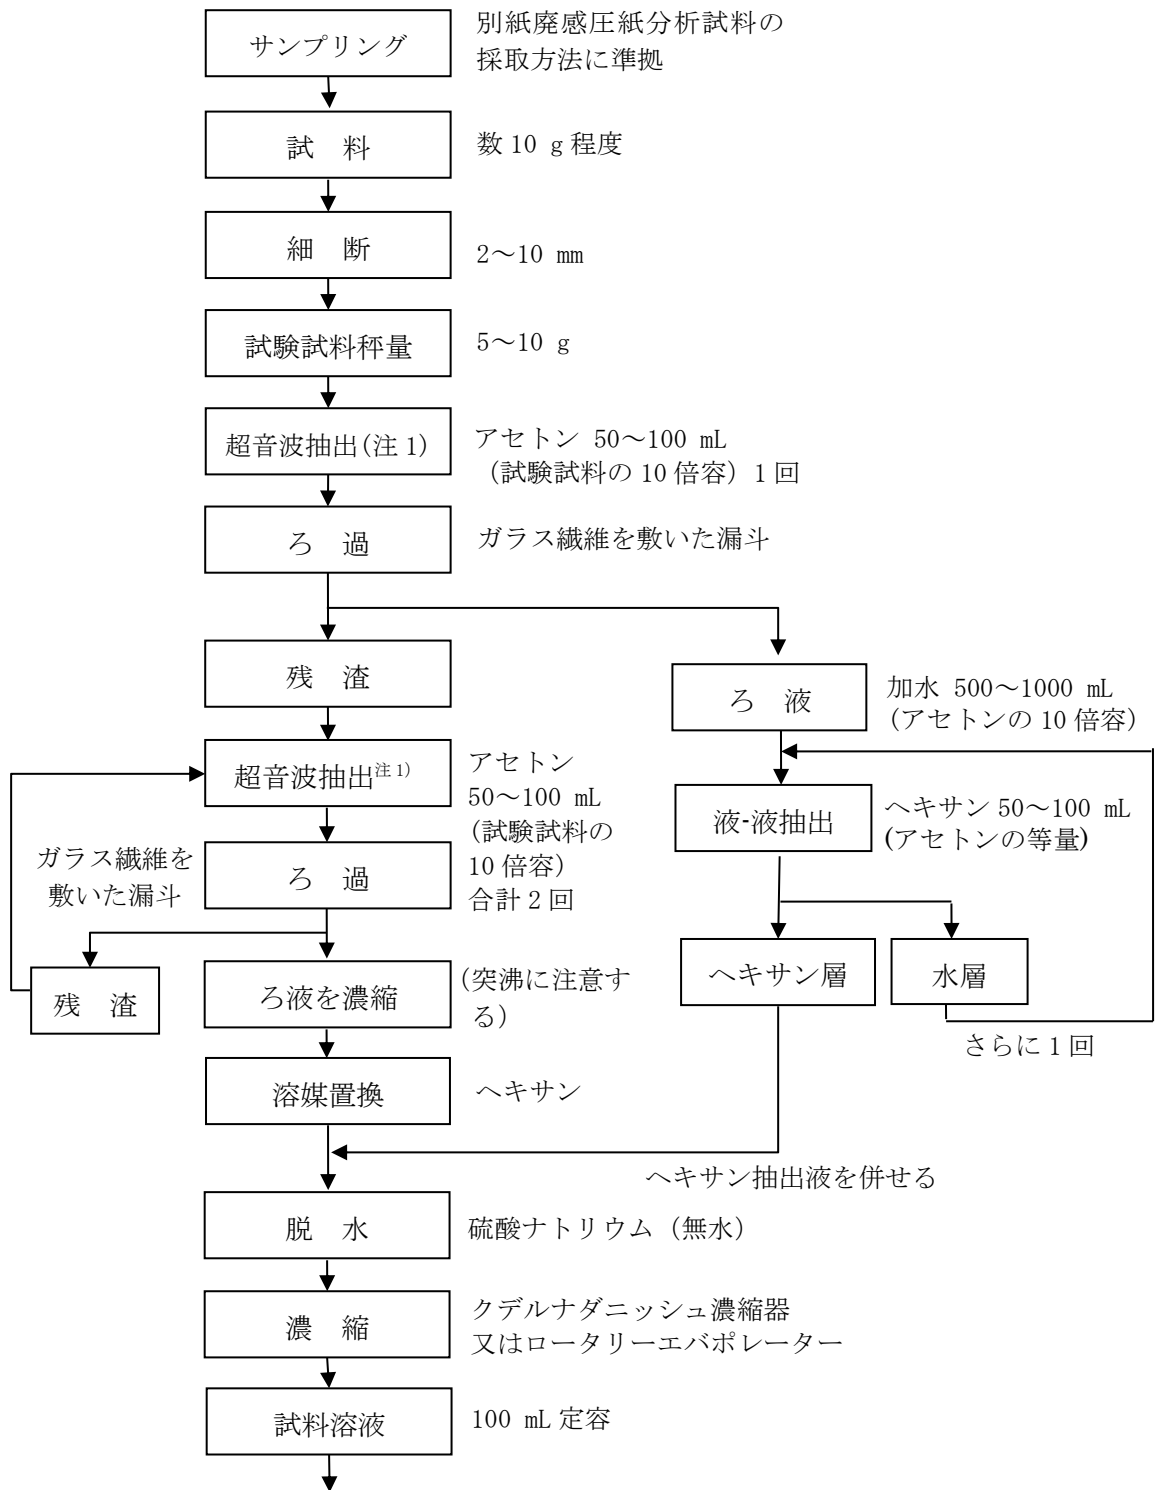 サンプリング
別紙廃感圧紙分析試料の
採取方法に準拠
試　料
数 10 g 程度
細　断
2～10 mm
試験試料秤量
5～10 g
超音波抽出(注 1)
アセトン 50～100 mL
（試験試料の 10 倍容）1 回
ろ　過
ガラス繊維を敷いた漏斗
残　渣
ろ　液
加水 500～1000 mL
（アセトンの 10 倍容）
超音波抽出注 1)
アセトン
50～100 mL
(試験試料の
10 倍容）
合計 2 回
液-液抽出
ヘキサン 50～100 mL
(アセトンの等量)
ガラス繊維を
敷いた漏斗
ろ　過
残　渣
ろ液を濃縮
(突沸に注意す
る）
ヘキサン層
水層
さらに 1 回
溶媒置換
ヘキサン
ヘキサン抽出液を併せる
脱　水
硫酸ナトリウム（無水）
濃　縮
クデルナダニッシュ濃縮器
又はロータリーエバポレーター
試料溶液
100 mL 定容